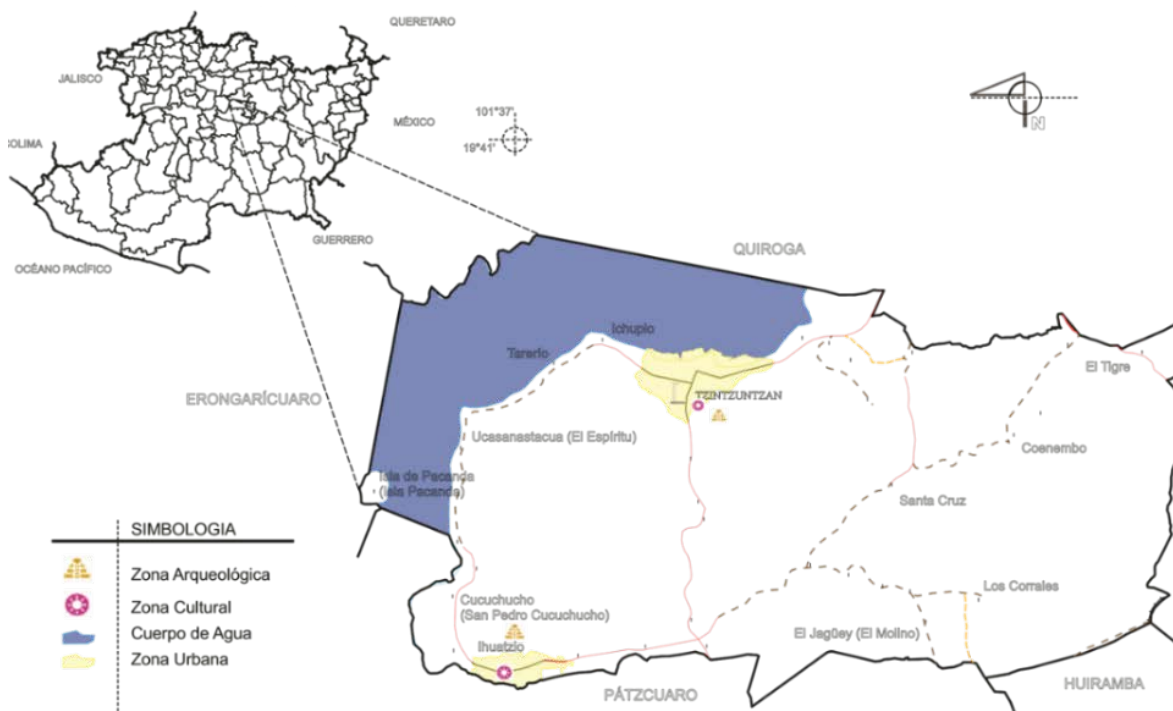 QUERETARO
JALISCO
MÉXICO
COLIMA
GUERRERO
OCÉANO PACÍFICO
101°37'
19°41'
N
QUIROGA
Ichupio
Tarerio
ERONGARÍCUARO
TZINTZUNTZAN
El Tigre
Ucasanastacua (El Espíritu)
Coenembo
Isla de Pacanda
(Isla Pacanda)
Santa Cruz
SIMBOLOGIA
Zona Arqueológica
Zona Cultural
Cuerpo de Agua
Zona Urbana
Los Corrales
Cucuchucho
(San Pedro Cucuchucho)
El Jagüey (El Molino)
Ihuatzio
PÁTZCUARO
HUIRAMBA